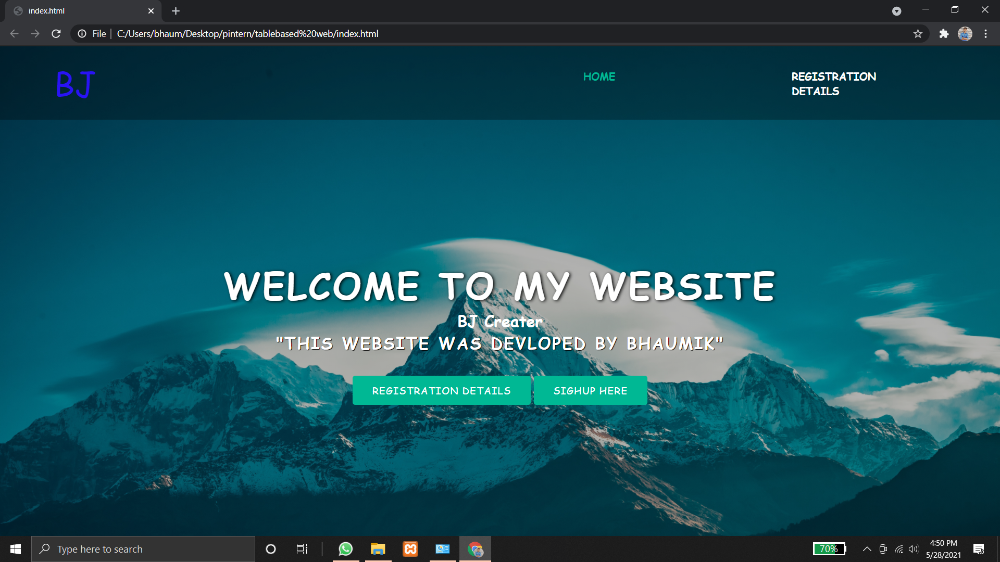 index.html
File | C:/Users/bhaum/Desktop/pintern/tablebased%20web/index.html
BJ
HOME
REGISTRATION
DETAILS
WELCOME TO MY WEBSITE
BJ Creater
"THIS WEBSITE WAS DEVLOPED BY BHAUMIK"
REGISTRATION DETAILS
SIGHUP HERE
Type here to search
70%
4:50 PM
5/28/2021